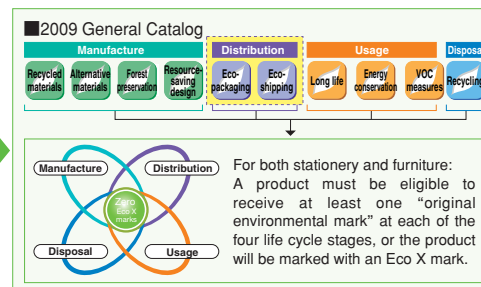 ■2009 General Catalog
Manufacture Distribution Usage Disposa
Recycled materials
Alternative materials
Forest preservation
Resource-saving design
Eco-packaging
Eco-shipping
Long life
Energy conservation
VOC measures
Recycling
Manufacture
Distribution
Zero
Eco X
marks
Disposal
Usage
For both stationery and furniture:
A product must be eligible to
receive at least one “original
environmental mark” at each of the
four life cycle stages, or the product
will be marked with an Eco X mark.